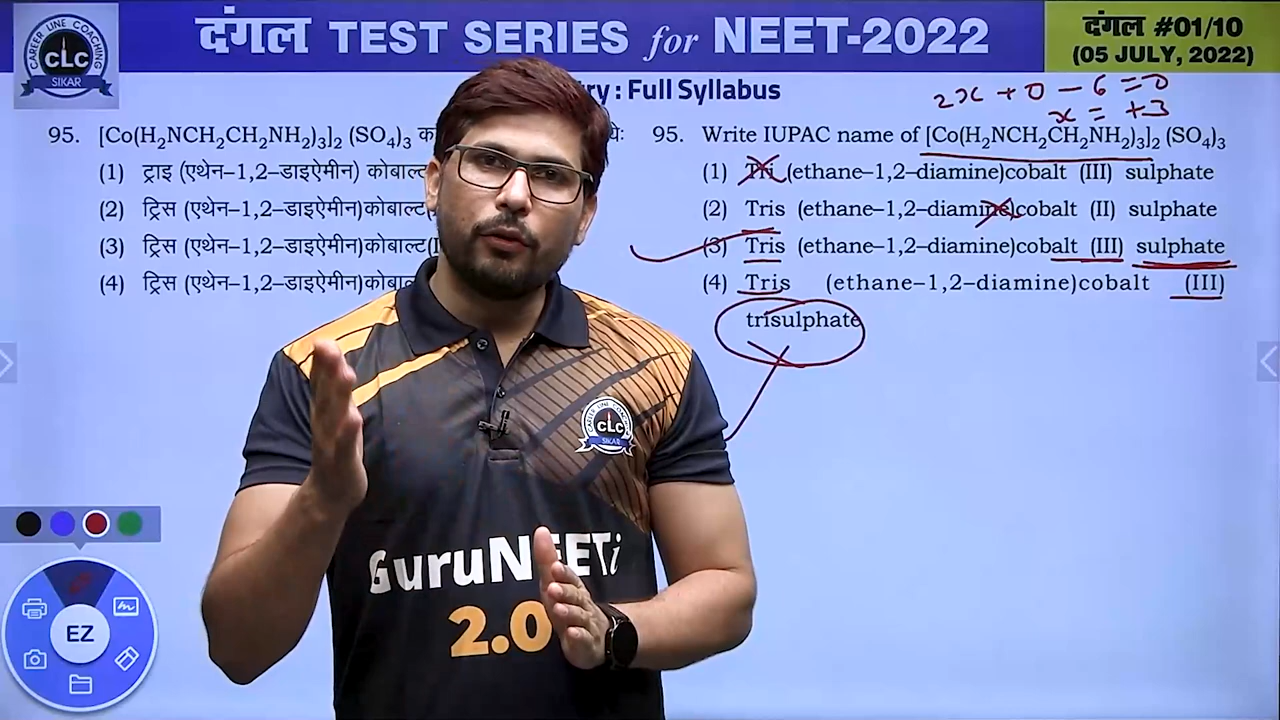 CAREER LINE COACHING
CLC
SIKAR
दंगल TEST SERIES for NEET-2022
दंगल #01/10
(05 JULY, 2022)
: Full Syllabus
2x + 0 - 6 = 0
x = +3
95. [Co(H₂NCH₂CH₂NH₂)₃]₂ (SO₄)₃ का
(1) ट्राइ (एथेन–1,2–डाइऐमीन)
(2) ट्रिस (एथेन–1,2–डाइऐमीन)कोबाल्ट
(3) ट्रिस (एथेन–1,2–डाइऐमीन)कोबाल्ट
(4) ट्रिस (एथेन–1,2–डाइऐमीन)
95. Write IUPAC name of [Co(H₂NCH₂CH₂NH₂)₃]₂ (SO₄)₃
(1) Tri (ethane–1,2–diamine)cobalt (III) sulphate
(2) Tris (ethane–1,2–diamine)cobalt (II) sulphate
(3) Tris (ethane–1,2–diamine)cobalt (III) sulphate
(4) Tris (ethane–1,2–diamine)cobalt (III)
trisulphate
CLC
SIKAR
GuruNEETi
2.0
EZ